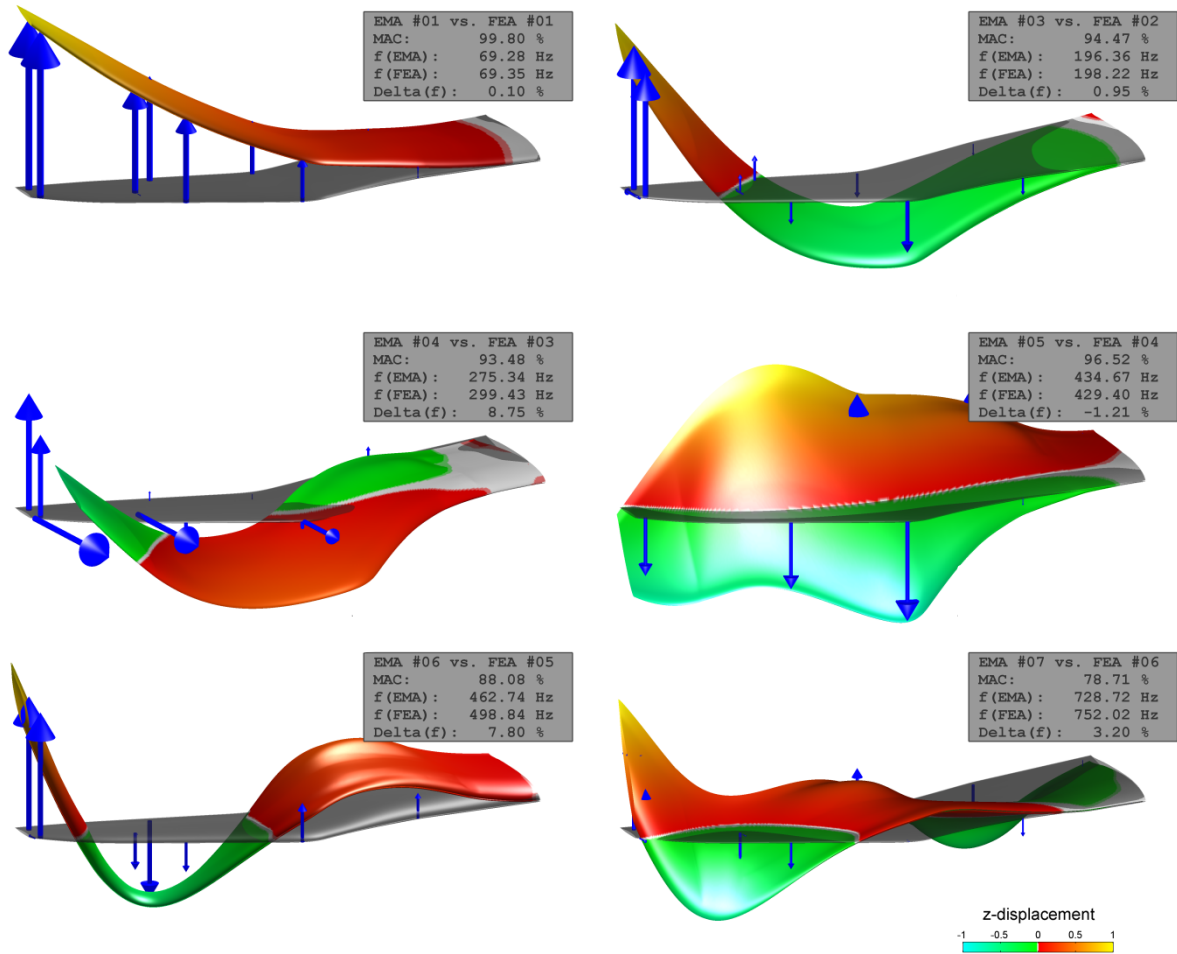 EMA #01 vs. FEA #01
MAC: 99.80 %
f(EMA): 69.28 Hz
f(FEA): 69.35 Hz
Delta(f): 0.10 %
EMA #03 vs. FEA #02
MAC: 94.47 %
f(EMA): 196.36 Hz
f(FEA): 198.22 Hz
Delta(f): 0.95 %
EMA #04 vs. FEA #03
MAC: 93.48 %
f(EMA): 275.34 Hz
f(FEA): 299.43 Hz
Delta(f): 8.75 %
EMA #05 vs. FEA #04
MAC: 96.52 %
f(EMA): 434.67 Hz
f(FEA): 429.40 Hz
Delta(f): -1.21 %
EMA #06 vs. FEA #05
MAC: 88.08 %
f(EMA): 462.74 Hz
f(FEA): 498.84 Hz
Delta(f): 7.80 %
EMA #07 vs. FEA #06
MAC: 78.71 %
f(EMA): 728.72 Hz
f(FEA): 752.02 Hz
Delta(f): 3.20 %
z-displacement
-1 -0.5 0 0.5 1